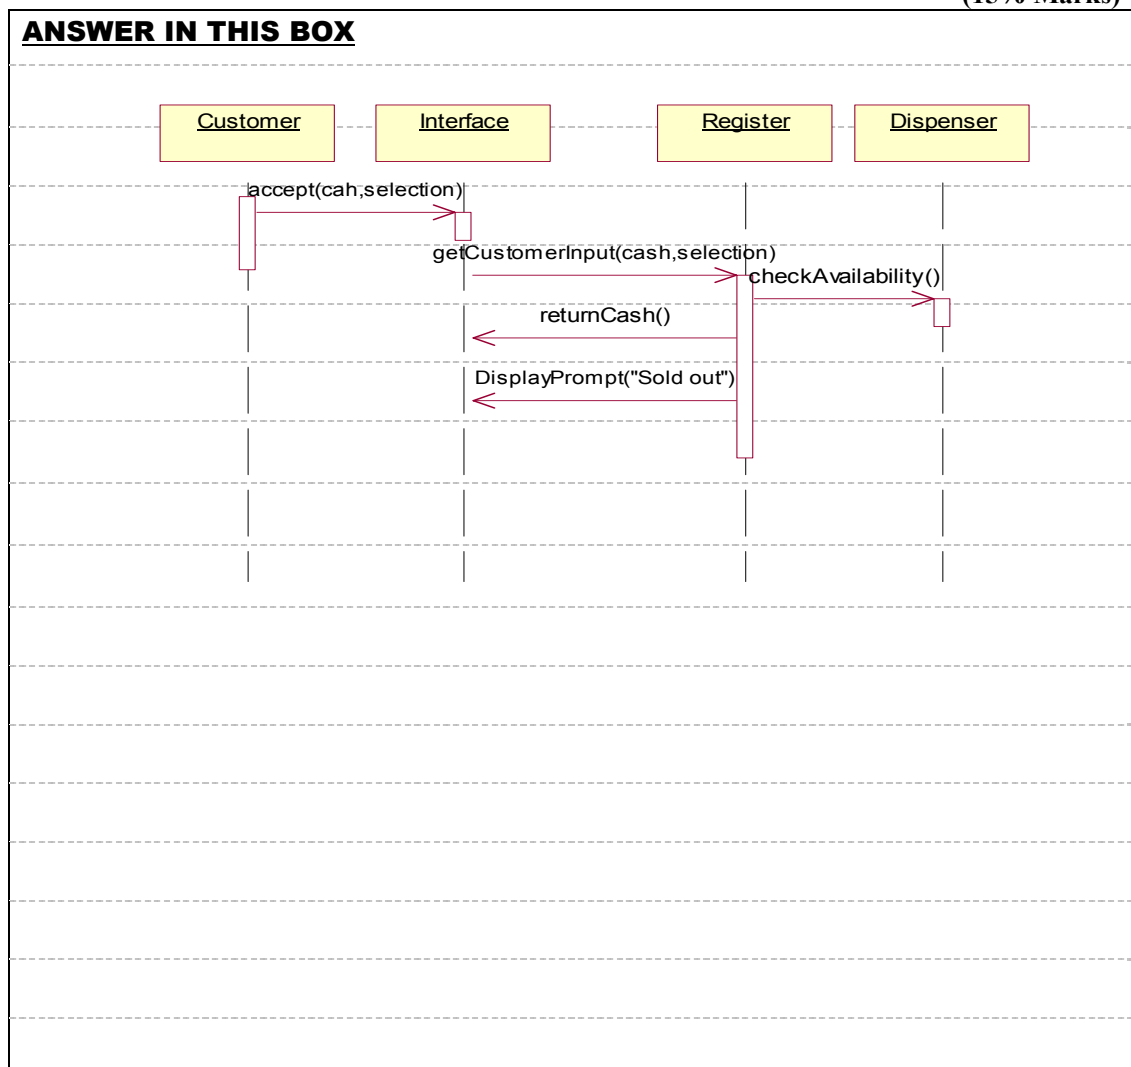 (15% Marks)
ANSWER IN THIS BOX
Customer Interface Register Dispenser
accept(cah,selection)
getCustomerInput(cash,selection)
checkAvailability()
returnCash()
DisplayPrompt("Sold out")